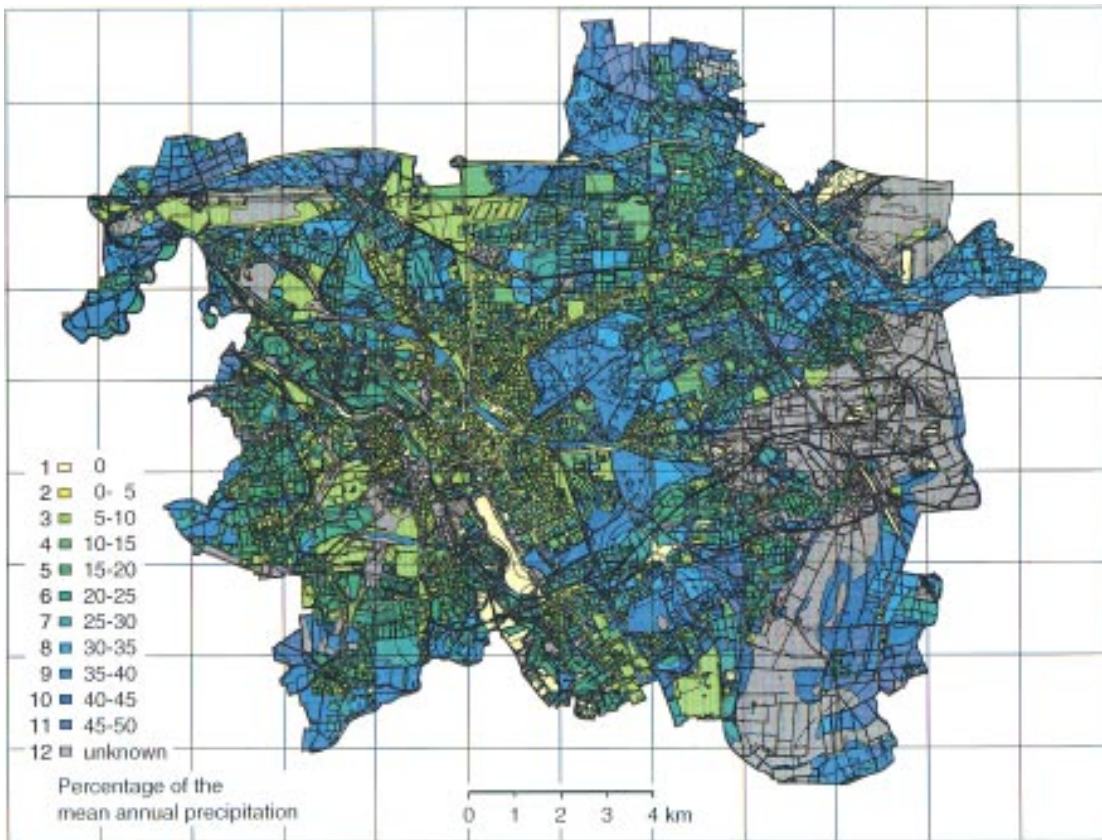 1 0
2 0- 5
3 5-10
4 10-15
5 15-20
6 20-25
7 25-30
8 30-35
9 35-40
10 40-45
11 45-50
12 unknown
Percentage of the
mean annual precipitation
0 1 2 3 4 km